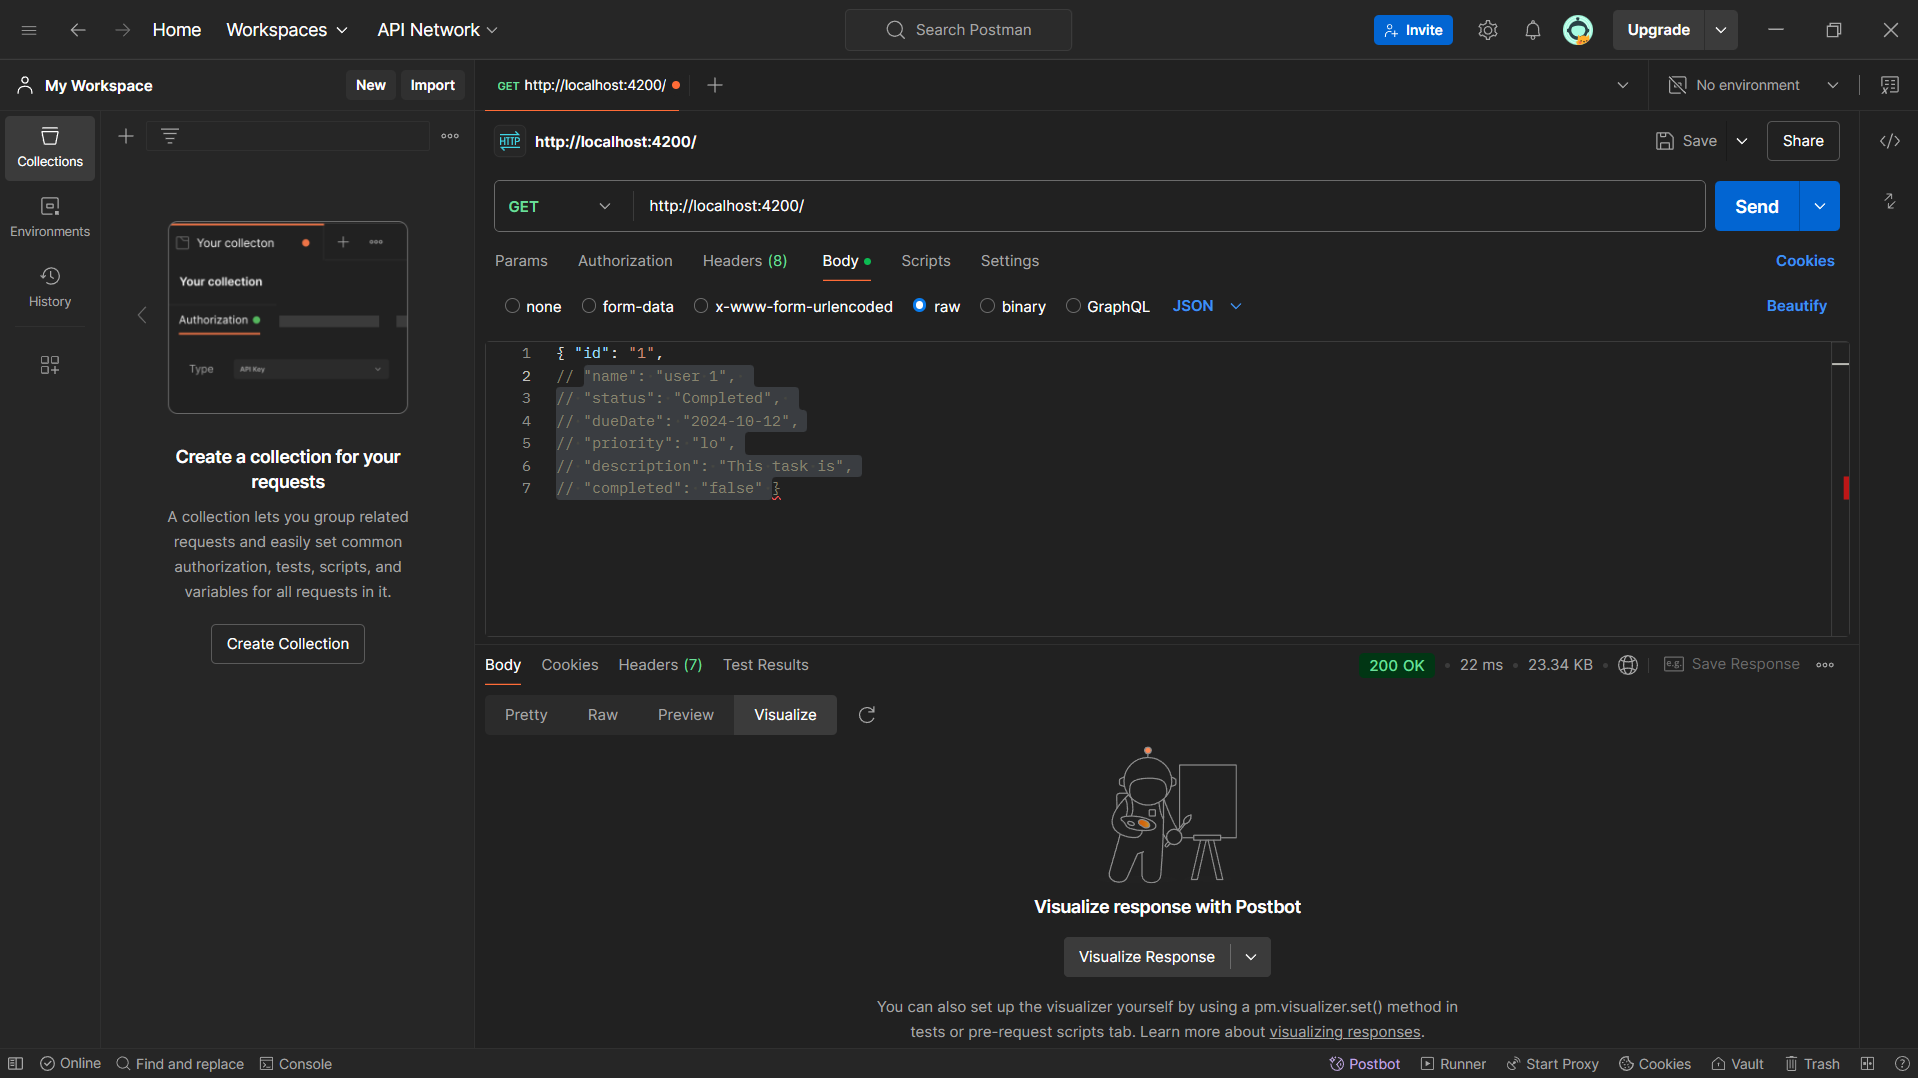 Home Workspaces API Network Search Postman Invite Upgrade
My Workspace New Import GET http://localhost:4200/ No environment
Collections
Environments
History
Your collecton
Your collection
Authorization
Type API Key
Create a collection for your
requests
A collection lets you group related
requests and easily set common
authorization, tests, scripts, and
variables for all requests in it.
Create Collection
HTTP http://localhost:4200/ Save Share
GET http://localhost:4200/ Send
Params Authorization Headers (8) Body Scripts Settings Cookies
none form-data x-www-form-urlencoded raw binary GraphQL JSON Beautify
1 { "id": "1",
2 // "name": "user 1",
3 // "status": "Completed",
4 // "dueDate": "2024-10-12",
5 // "priority": "lo",
6 // "description": "This task is",
7 // "completed": "false" }
Body Cookies Headers (7) Test Results 200 OK 22 ms 23.34 KB e.g. Save Response
Pretty Raw Preview Visualize
Visualize response with Postbot
Visualize Response
You can also set up the visualizer yourself by using a pm.visualizer.set() method in
tests or pre-request scripts tab. Learn more about visualizing responses.
Online Find and replace Console Postbot Runner Start Proxy Cookies Vault Trash